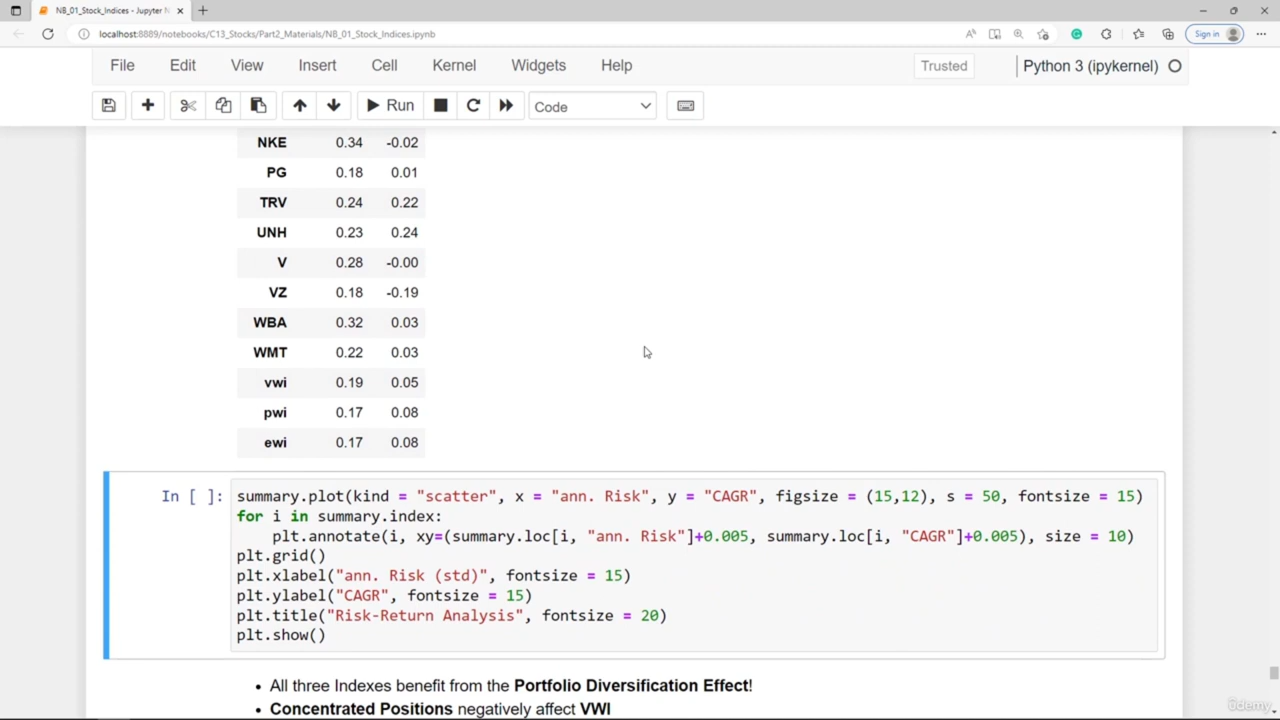 NB_01_Stock_Indices - Jupyter N
localhost:8889/notebooks/C13_Stocks/Part2_Materials/NB_01_Stock_Indices.ipynb
Sign in
File Edit View Insert Cell Kernel Widgets Help Trusted Python 3 (ipykernel)
Run Code
NKE 0.34 -0.02
PG 0.18 0.01
TRV 0.24 0.22
UNH 0.23 0.24
V 0.28 -0.00
VZ 0.18 -0.19
WBA 0.32 0.03
WMT 0.22 0.03
vwi 0.19 0.05
pwi 0.17 0.08
ewi 0.17 0.08
In [ ]: summary.plot(kind = "scatter", x = "ann. Risk", y = "CAGR", figsize = (15,12), s = 50, fontsize = 15)
for i in summary.index:
plt.annotate(i, xy=(summary.loc[i, "ann. Risk"]+0.005, summary.loc[i, "CAGR"]+0.005), size = 10)
plt.grid()
plt.xlabel("ann. Risk (std)", fontsize = 15)
plt.ylabel("CAGR", fontsize = 15)
plt.title("Risk-Return Analysis", fontsize = 20)
plt.show()
• All three Indexes benefit from the Portfolio Diversification Effect!
• Concentrated Positions negatively affect VWI
ûdemy